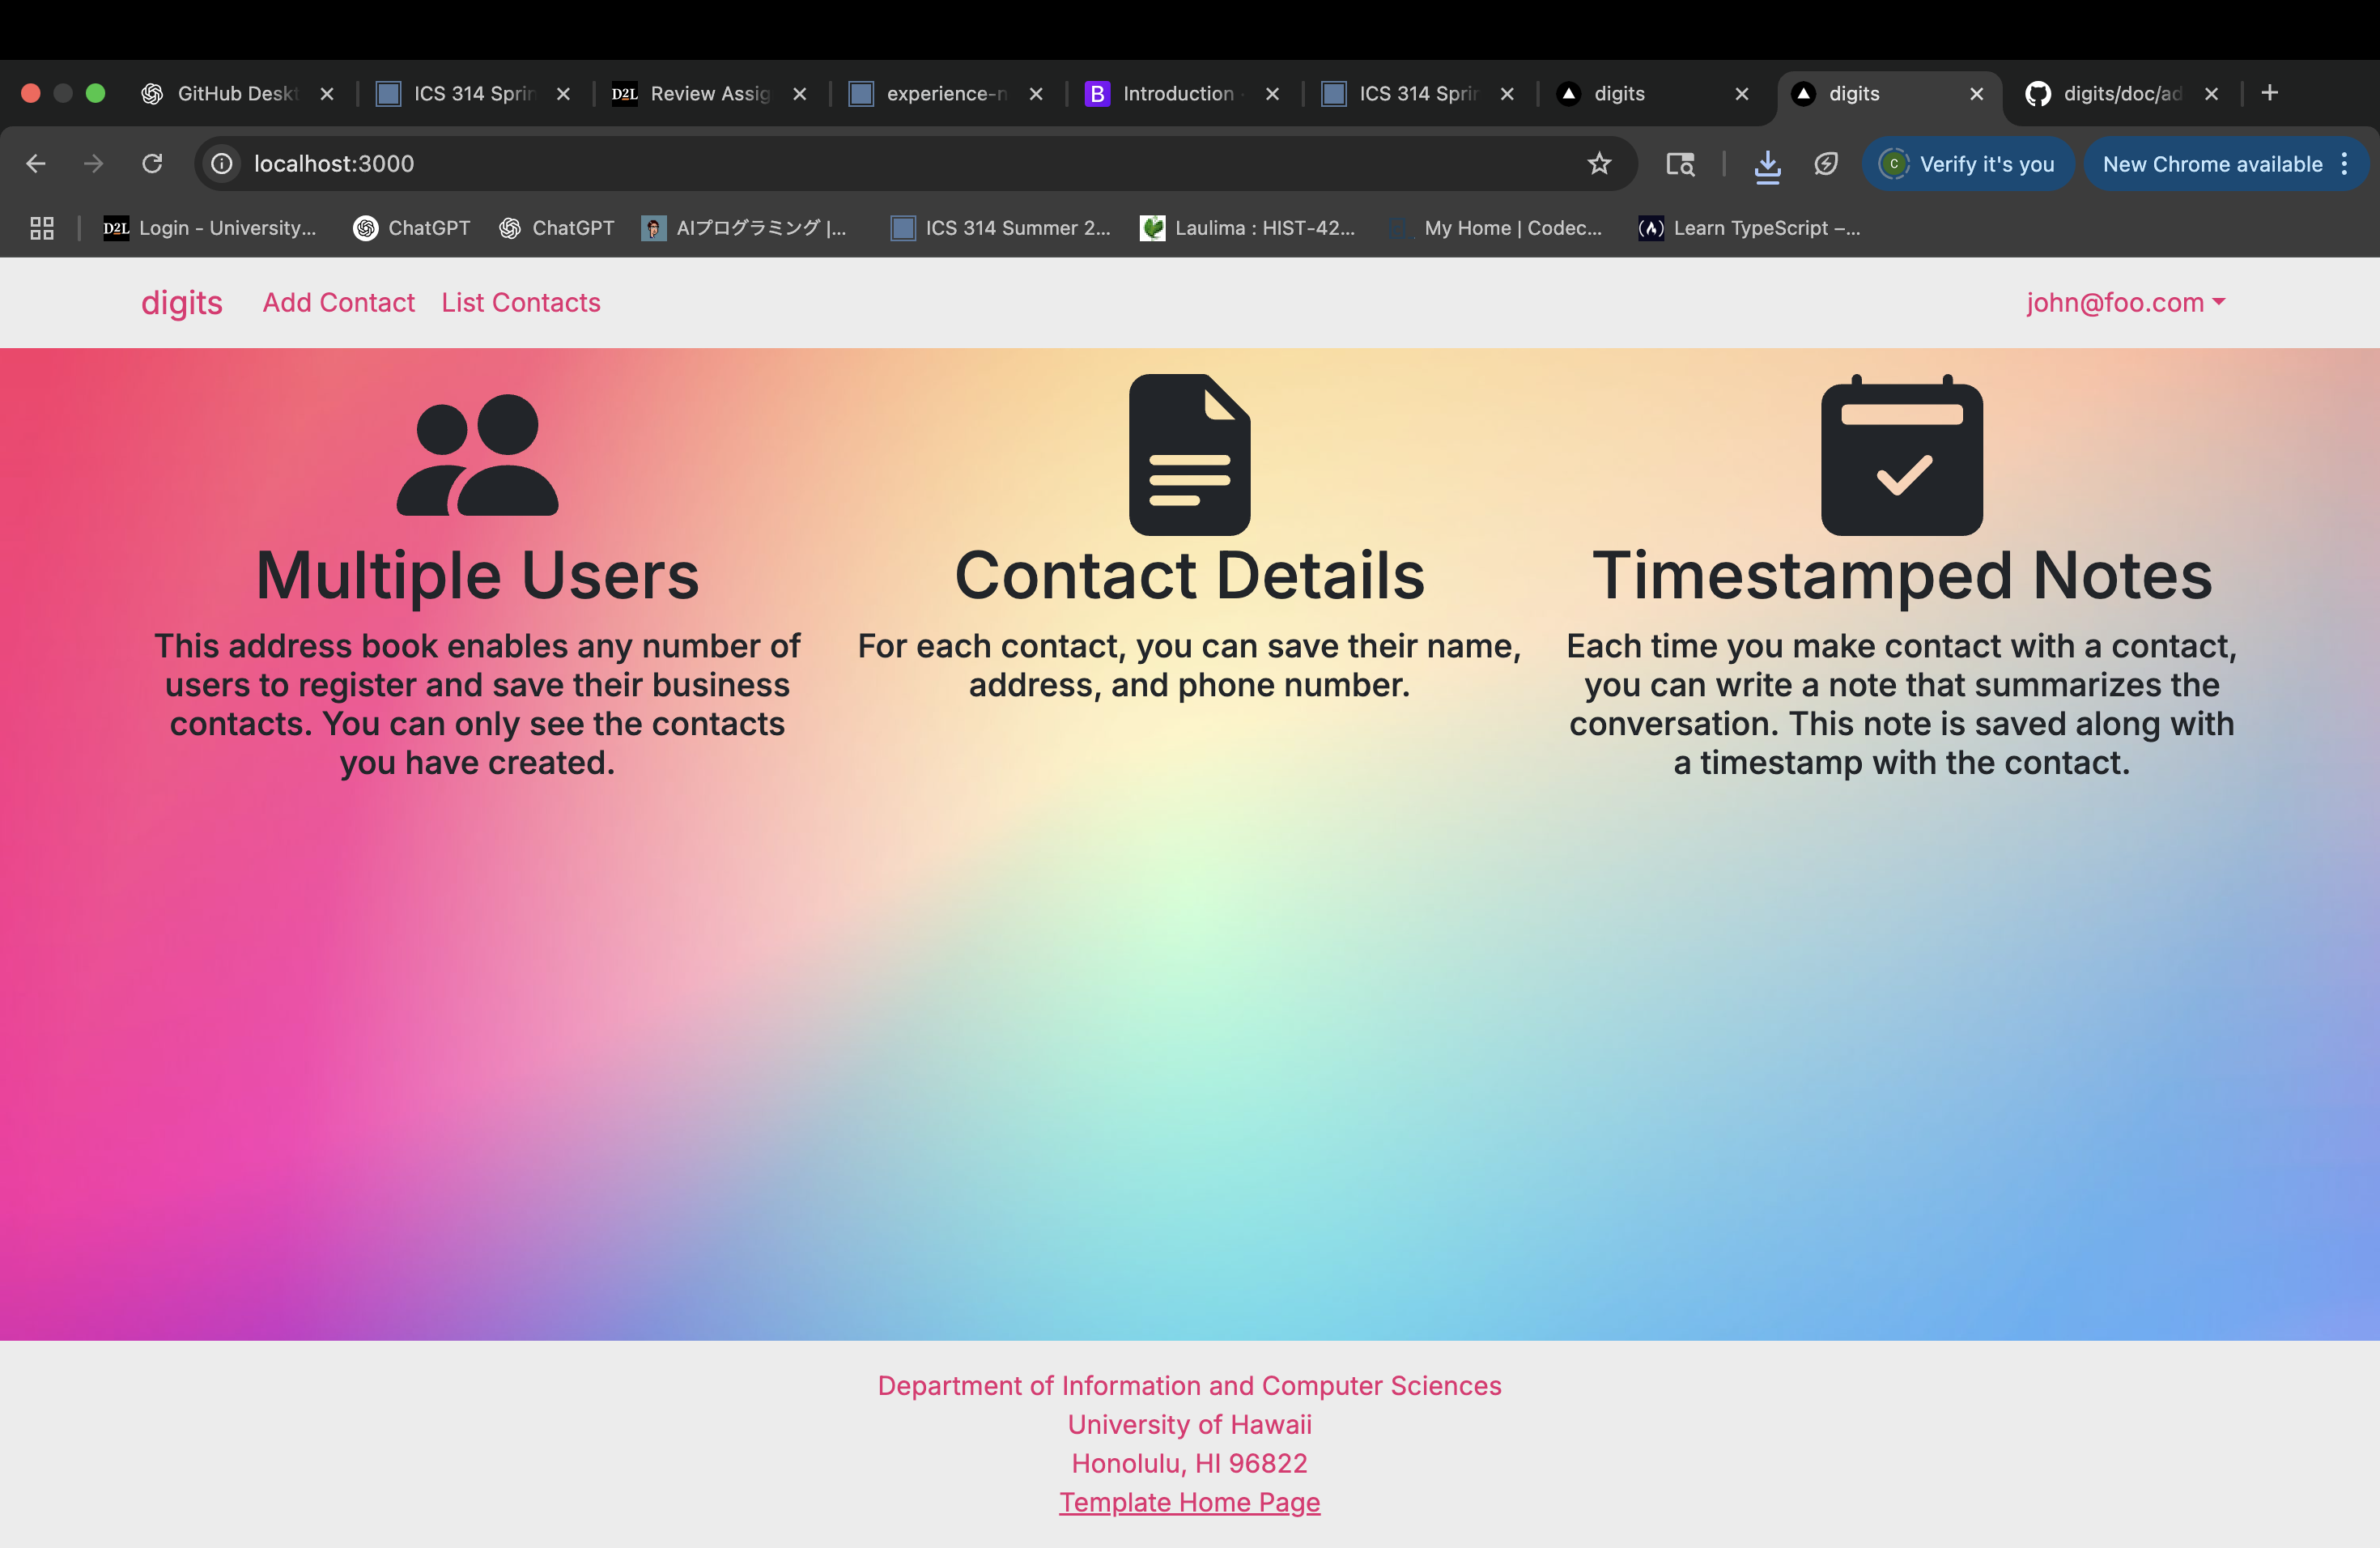 GitHub Deskt
ICS 314 Sprin
D2L Review Assig
experience-n
B Introduction
ICS 314 Sprin
digits
digits
digits/doc/ad
localhost:3000
C Verify it's you
New Chrome available
D2L Login - University...
ChatGPT
ChatGPT
AIプログラミング |...
ICS 314 Summer 2...
Laulima : HIST-42...
My Home | Codec...
(A) Learn TypeScript –...
digits Add Contact List Contacts john@foo.com
Multiple Users
This address book enables any number of
users to register and save their business
contacts. You can only see the contacts
you have created.
Contact Details
For each contact, you can save their name,
address, and phone number.
Timestamped Notes
Each time you make contact with a contact,
you can write a note that summarizes the
conversation. This note is saved along with
a timestamp with the contact.
Department of Information and Computer Sciences
University of Hawaii
Honolulu, HI 96822
Template Home Page